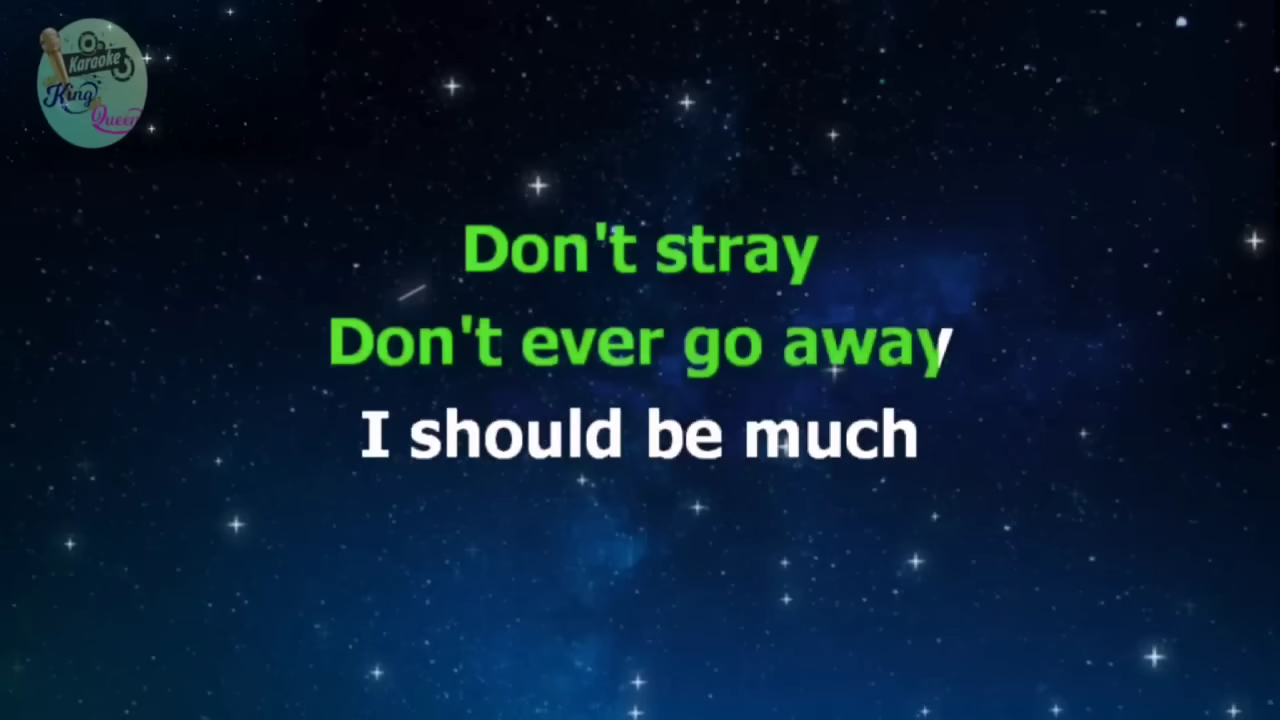 Karaoke
King
Queen
Don't stray
Don't ever go away
I should be much